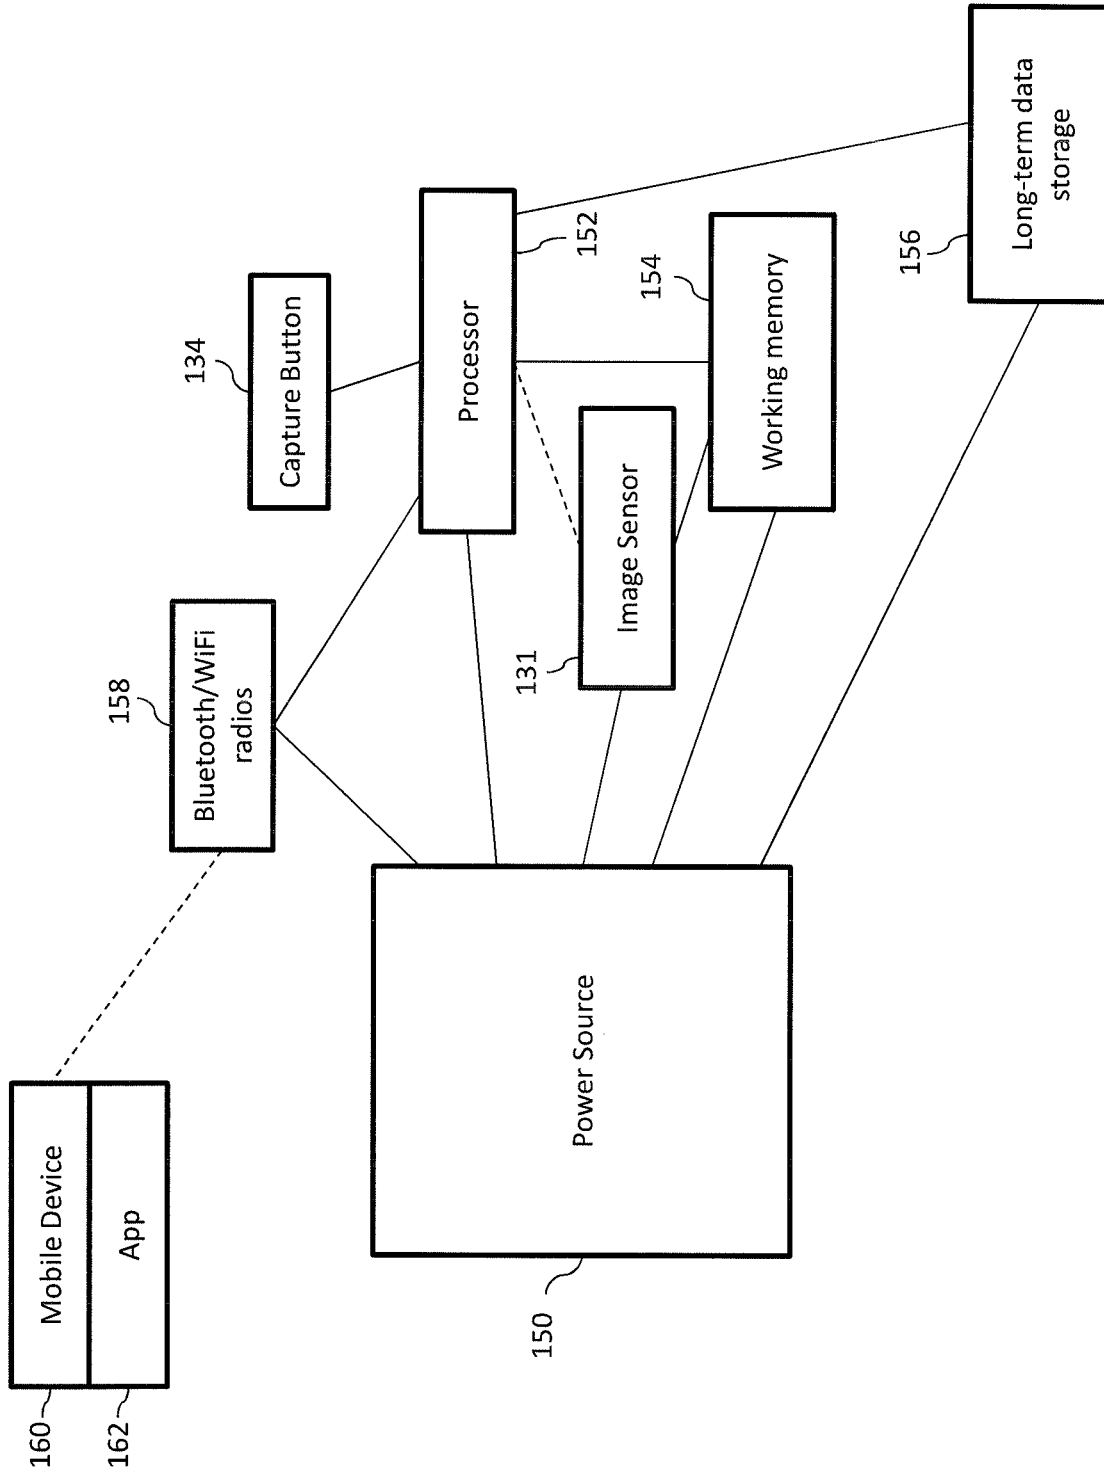 160
Mobile Device
162
App
158
Bluetooth/WiFi
radios
134
Capture Button
150
Power Source
Processor
152
131
Image Sensor
154
Working memory
156
Long-term data
storage